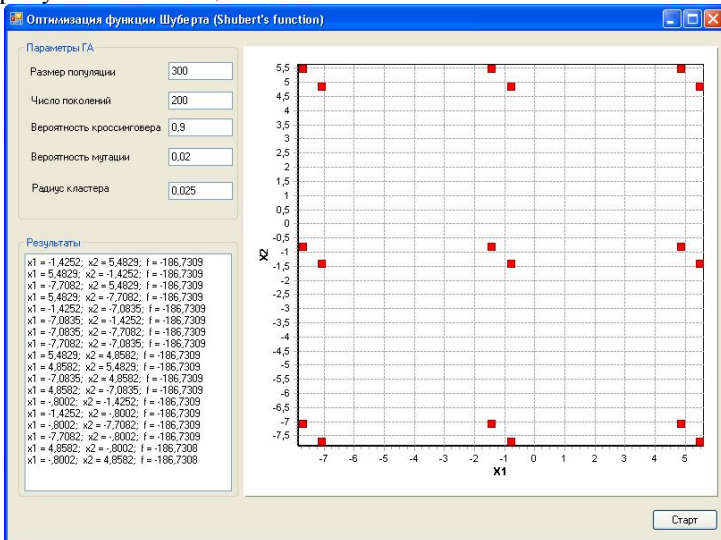 Оптимизация функции Шуберта (Shubert's function)
Параметры ГА
Размер популяции 300
Число поколений 200
Вероятность кроссинговера 0,9
Вероятность мутации 0,02
Радиус кластера 0,025
Результаты
x1 = -1,4252; x2 = 5,4829; f = -186,7309
x1 = 5,4829; x2 = -1,4252; f = -186,7309
x1 = -7,7082; x2 = 5,4829; f = -186,7309
x1 = 5,4829; x2 = -7,7082; f = -186,7309
x1 = -1,4252; x2 = -7,0835; f = -186,7309
x1 = -7,0835; x2 = -1,4252; f = -186,7309
x1 = -7,0835; x2 = -7,7082; f = -186,7309
x1 = -7,7082; x2 = -7,0835; f = -186,7309
x1 = 5,4829; x2 = 4,8582; f = -186,7309
x1 = 4,8582; x2 = 5,4829; f = -186,7309
x1 = -7,0835; x2 = 4,8582; f = -186,7309
x1 = 4,8582; x2 = -7,0835; f = -186,7309
x1 = -,8002; x2 = -1,4252; f = -186,7309
x1 = -1,4252; x2 = -,8002; f = -186,7309
x1 = -,8002; x2 = -7,7082; f = -186,7309
x1 = -7,7082; x2 = -,8002; f = -186,7309
x1 = 4,8582; x2 = -,8002; f = -186,7308
x1 = -,8002; x2 = 4,8582; f = -186,7308
5,5
5
4,5
4
3,5
3
2,5
2
1,5
1
0,5
0
-0,5
-1
-1,5
-2
-2,5
-3
-3,5
-4
-4,5
-5
-5,5
-6
-6,5
-7
-7,5
X2
-7 -6 -5 -4 -3 -2 -1 0 1 2 3 4 5
X1
Старт